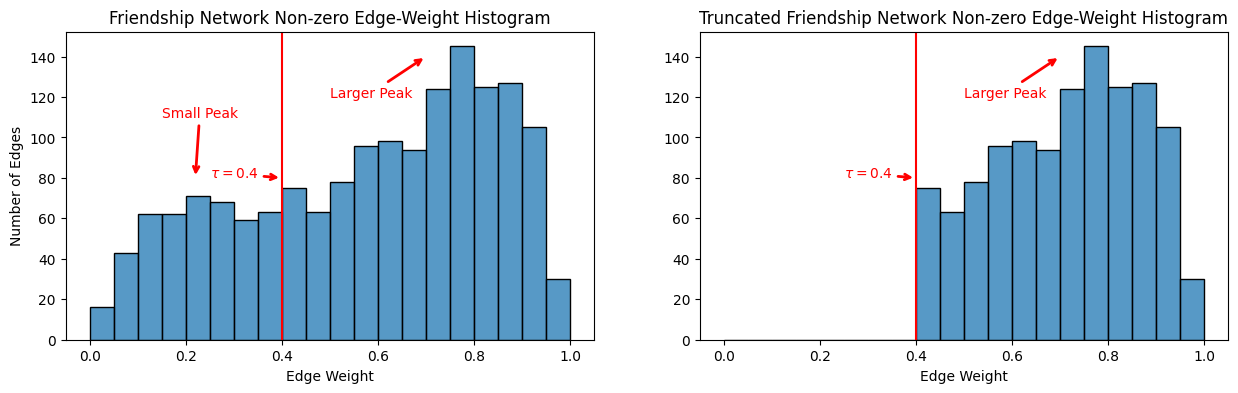 Friendship Network Non-zero Edge-Weight Histogram
140
120
100
80
60
40
20
0
Number of Edges
Small Peak
Larger Peak
τ = 0.4
0.0 0.2 0.4 0.6 0.8 1.0
Edge Weight
Truncated Friendship Network Non-zero Edge-Weight Histogram
140
120
100
80
60
40
20
0
Larger Peak
τ = 0.4
0.0 0.2 0.4 0.6 0.8 1.0
Edge Weight